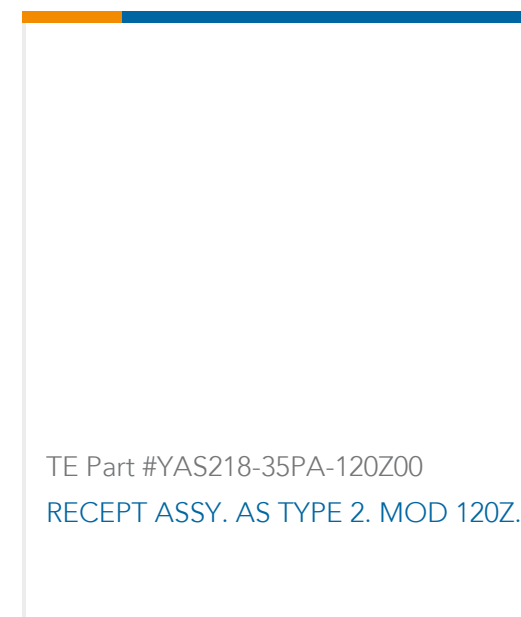 TE Part #YAS218-35PA-120Z00
RECEPT ASSY. AS TYPE 2. MOD 120Z.